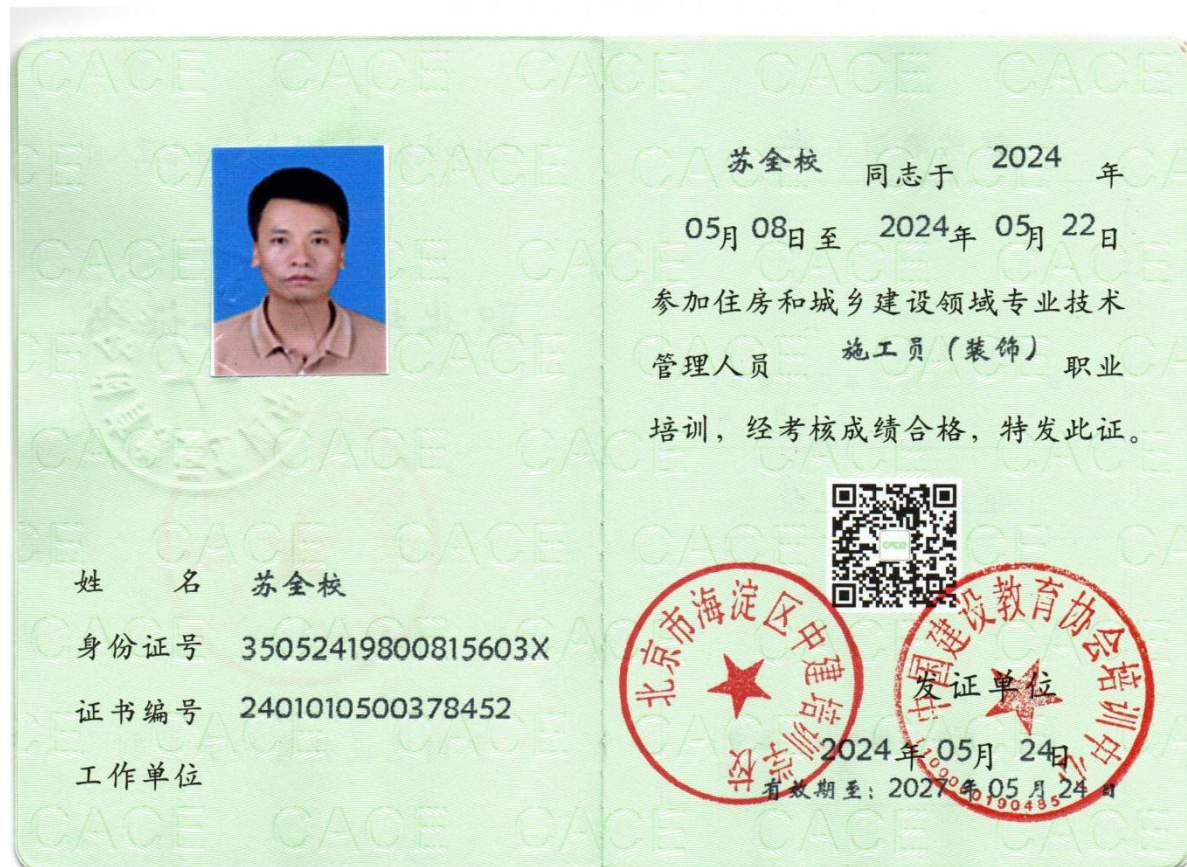 姓 名 苏全校
身份证号 35052419800815603X
证书编号 2401010500378452
工作单位
苏全校 同志于 2024 年
05月 08日至 2024年 05月 22日
参加住房和城乡建设领域专业技术
管理人员 施工员（装饰） 职业
培训，经考核成绩合格，特发此证。
北京市海淀区中建培训学校
中国建设教育协会培训中心
发证单位
2024年 05月 24日
有效期至：2027年 05月 24日
CACE